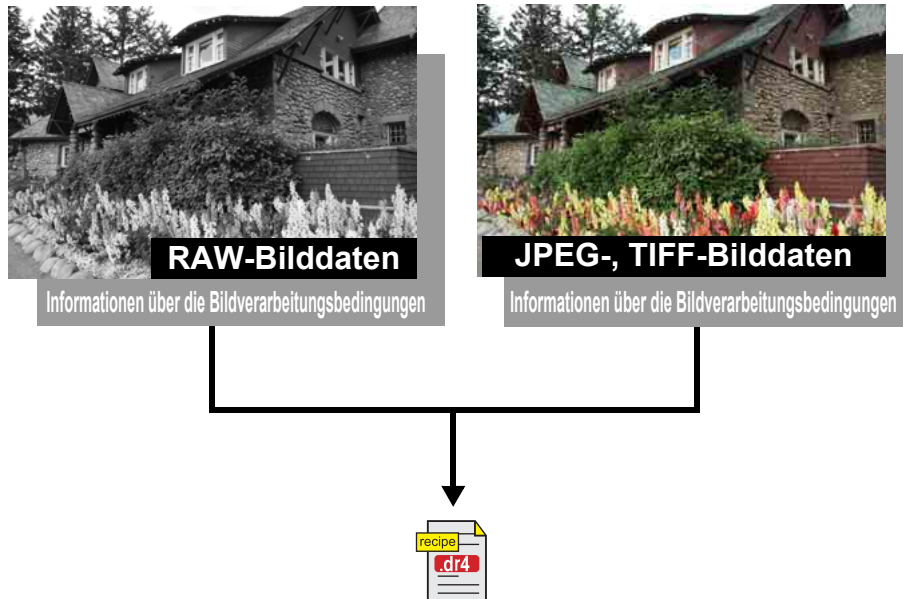 RAW-Bilddaten
Informationen über die Bildverarbeitungsbedingungen
JPEG-, TIFF-Bilddaten
Informationen über die Bildverarbeitungsbedingungen
recipe
.dr4